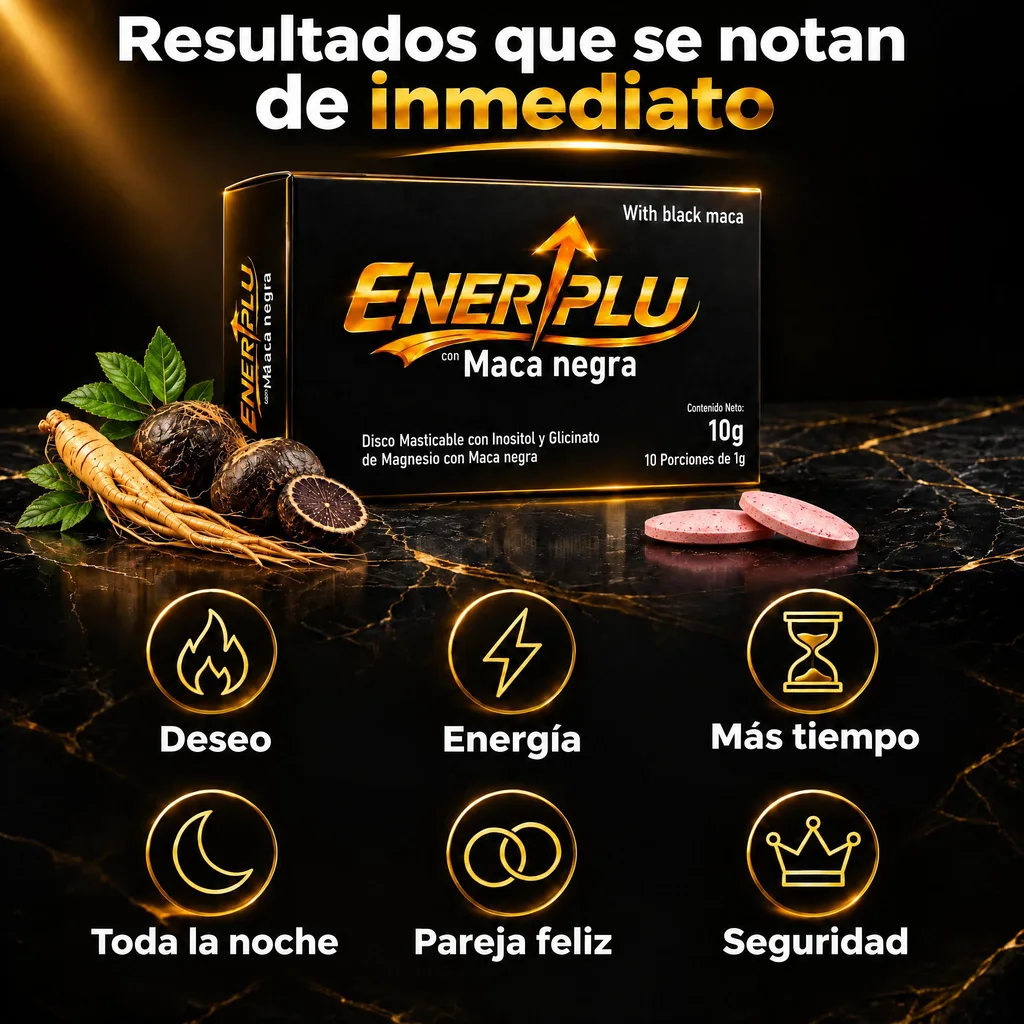 Resultados que se notan
de inmediato
With black maca
ENERPLU
con Maca negra
ENERPLU
con Maca negra
Contenido Neto:
10g
10 Porciones de 1g
Disco Masticable con Inositol y Glicinato
de Magnesio con Maca negra
Deseo
Energía
Más tiempo
Toda la noche
Pareja feliz
Seguridad